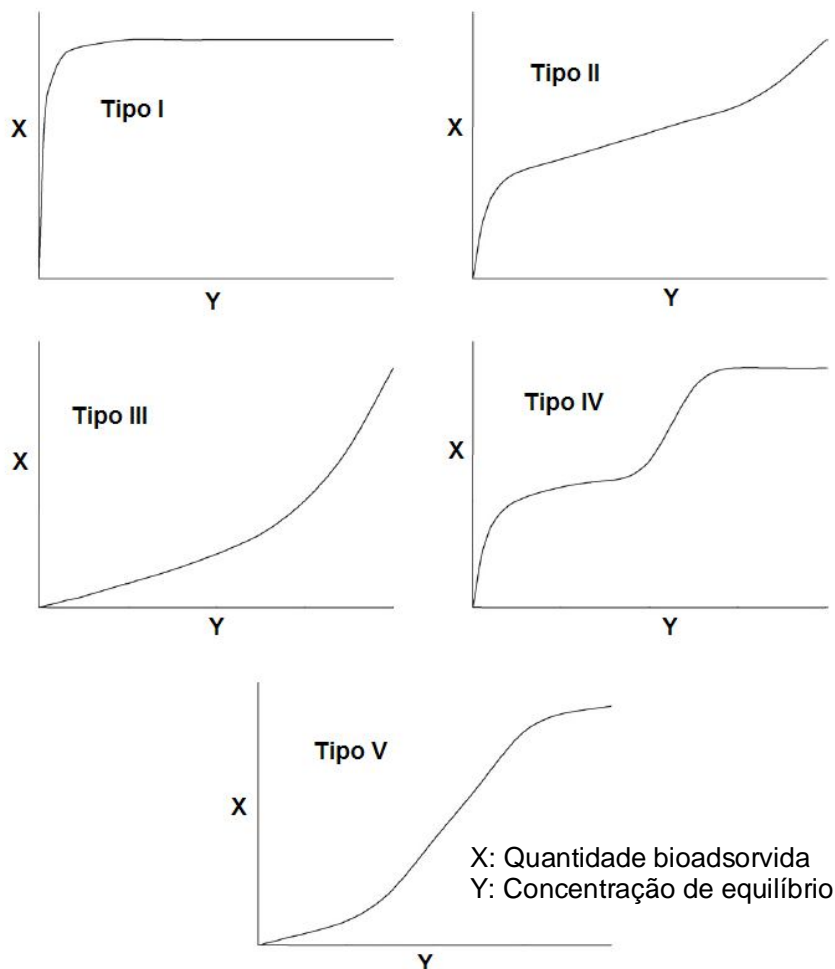 Tipo I
X
Y
Tipo II
X
Y
Tipo III
X
Y
Tipo IV
X
Y
Tipo V
X
Y
X: Quantidade bioadsorvida
Y: Concentração de equilíbrio